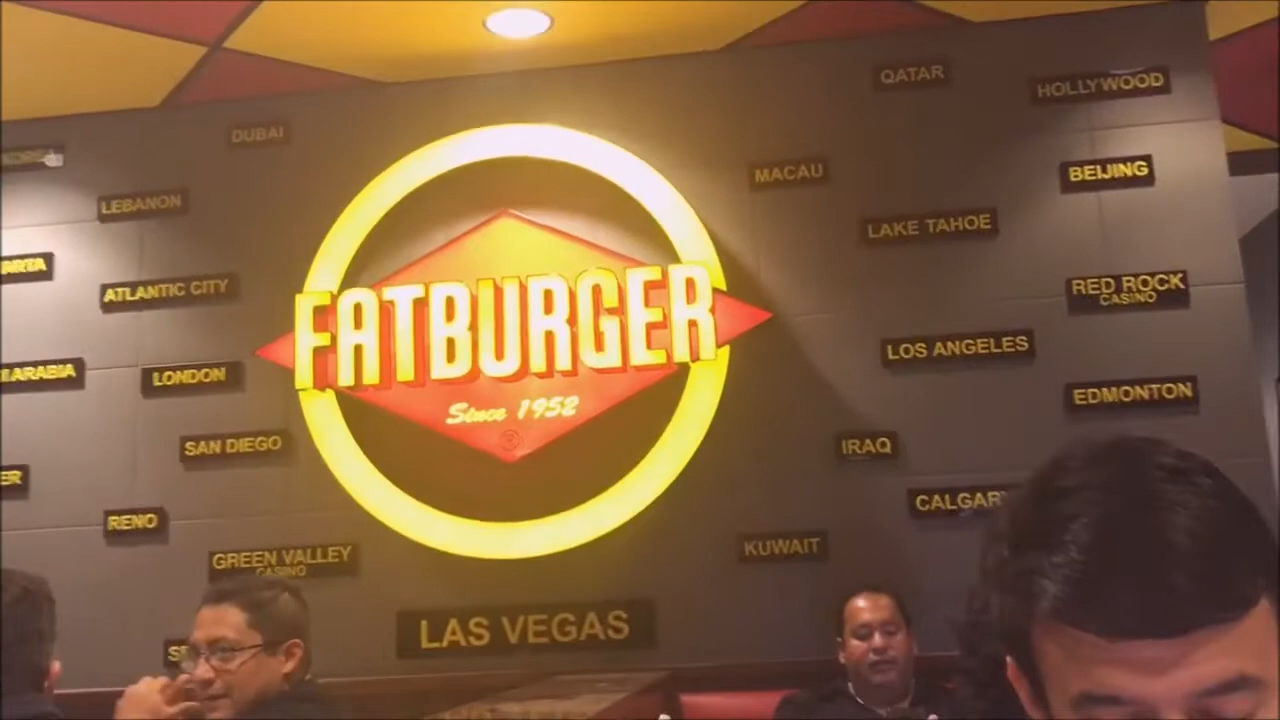 QATAR
HOLLYWOOD
DUBAI
MACAU
BEIJING
LEBANON
LAKE TAHOE
ATLANTIC CITY
RED ROCK
CASINO
FATBURGER
LOS ANGELES
ARABIA
LONDON
EDMONTON
Since 1952
®
SAN DIEGO
IRAQ
CALGARY
RENO
KUWAIT
GREEN VALLEY
CASINO
LAS VEGAS